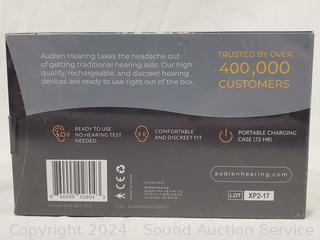 Audien Hearing takes the headache out
of getting traditional hearing aids. Our high
quality, rechargeable, and discreet hearing
devices are ready to use right out of the box.
TRUSTED BY OVER
400,000
CUSTOMERS
READY TO USE -
NO HEARING TEST
NEEDED
COMFORTABLE
AND DISCREET FIT
PORTABLE CHARGING
CASE (72 HR)
audienhearing.com
LOT XP2-17
Audien Hearing
Copyright 2024 - Sound Auction Service